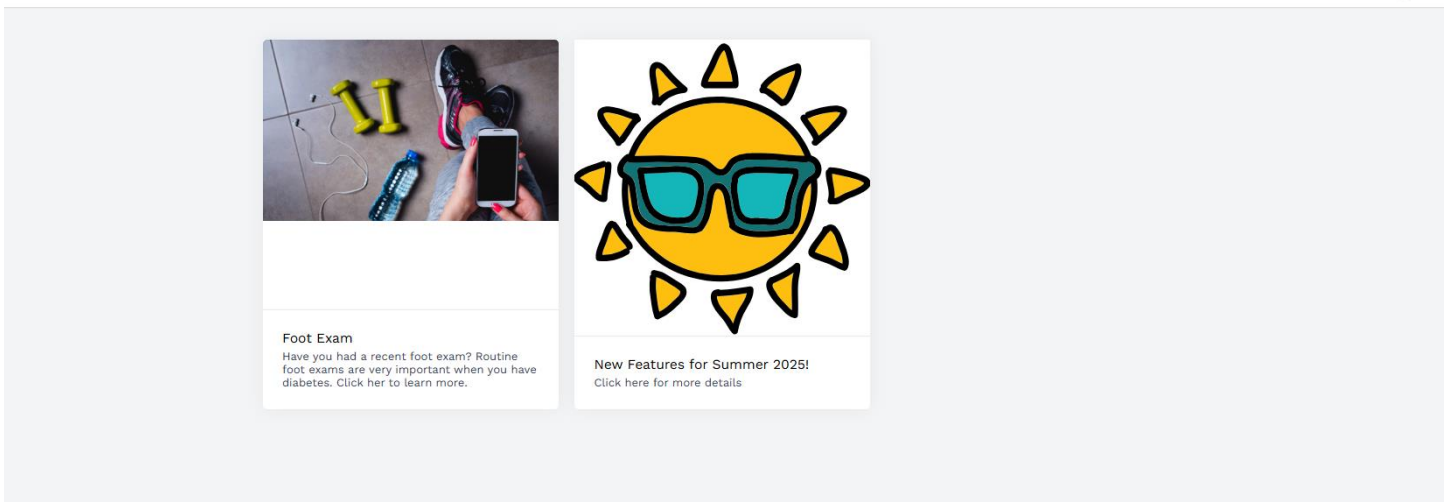 Foot Exam
Have you had a recent foot exam? Routine
foot exams are very important when you have
diabetes. Click her to learn more.
New Features for Summer 2025!
Click here for more details